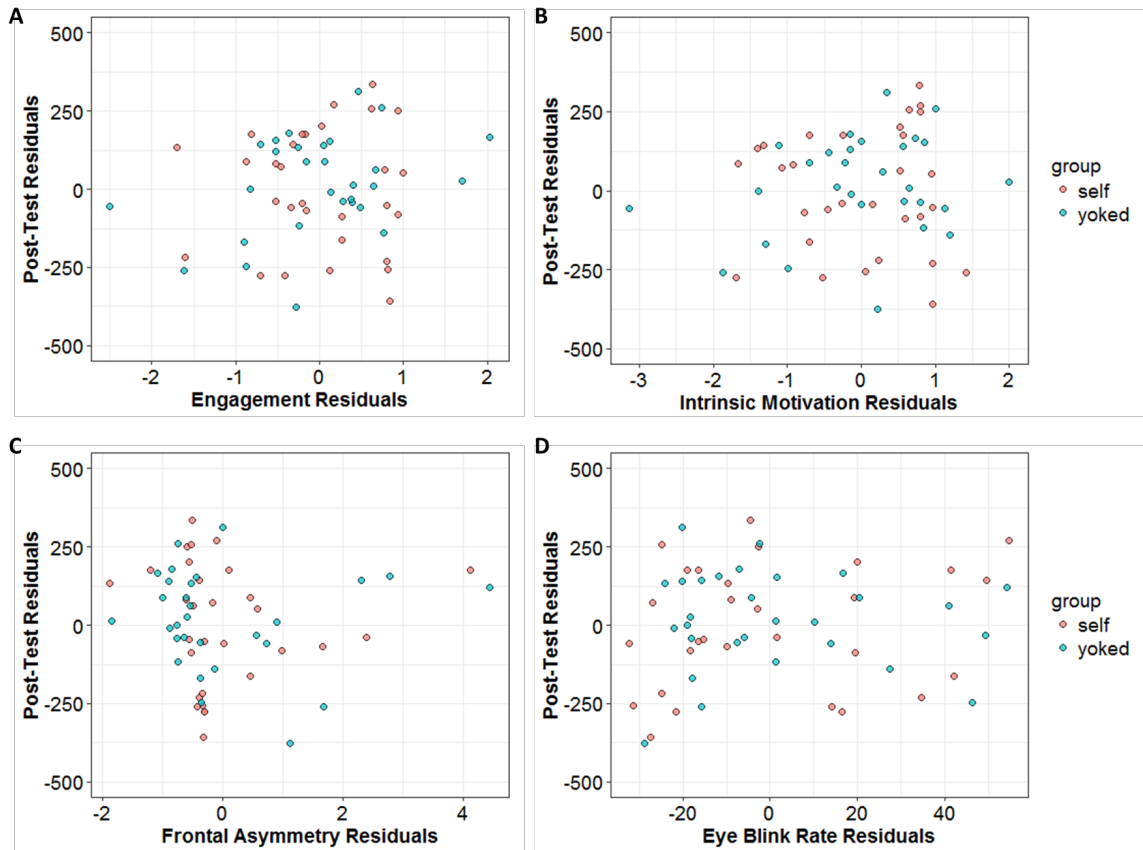 A
500
250
0
-250
-500
Post-Test Residuals
-2 -1 0 1 2
Engagement Residuals
B
500
250
0
-250
-500
Post-Test Residuals
-3 -2 -1 0 1 2
Intrinsic Motivation Residuals
group
self
yoked
C
500
250
0
-250
-500
Post-Test Residuals
-2 0 2 4
Frontal Asymmetry Residuals
D
500
250
0
-250
-500
Post-Test Residuals
-20 0 20 40
Eye Blink Rate Residuals
group
self
yoked